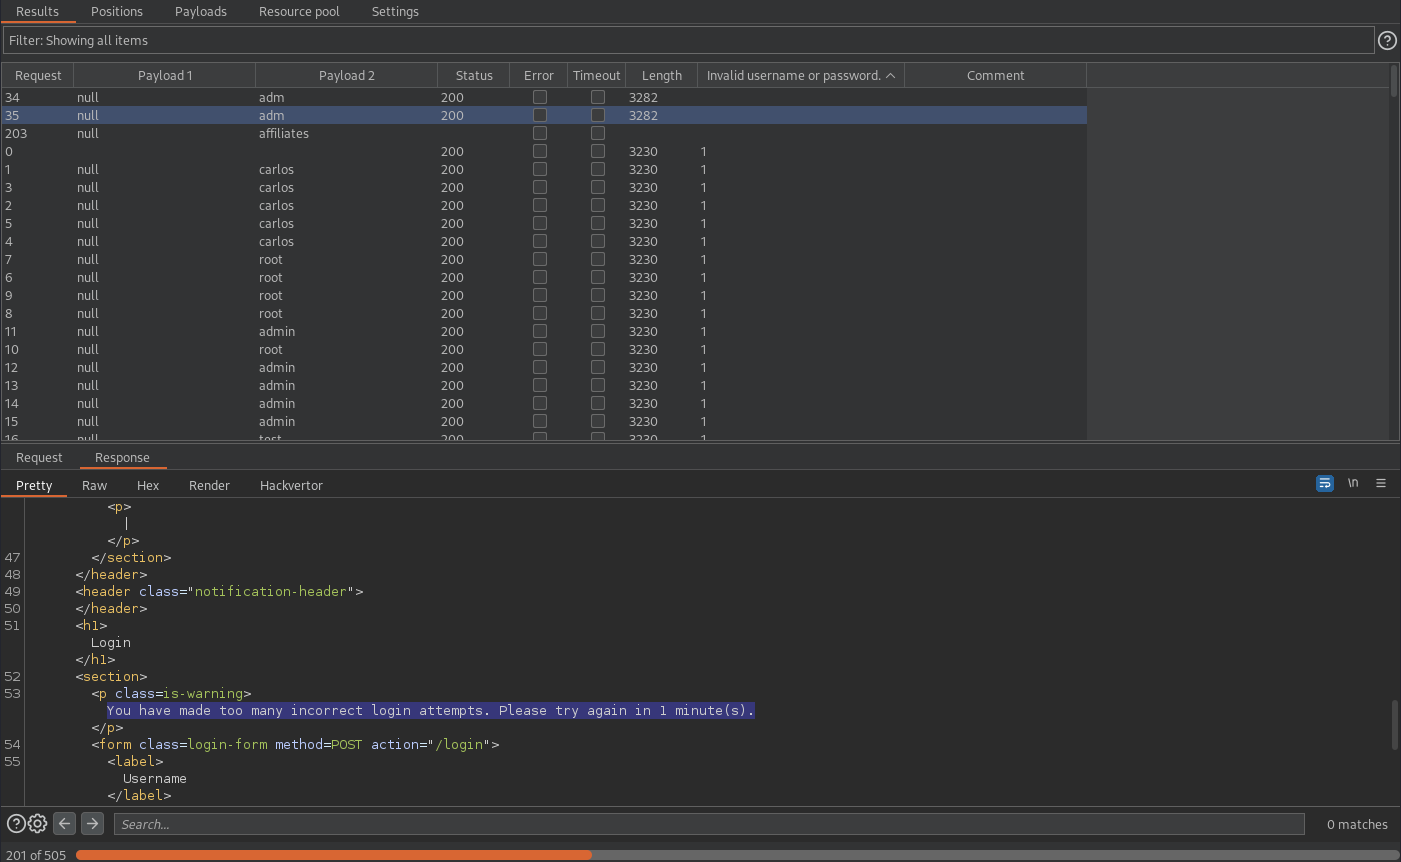 Results Positions Payloads Resource pool Settings
Filter: Showing all items
Request Payload 1 Payload 2 Status Error Timeout Length Invalid username or password. Comment
34 null adm 200 3282
35 null adm 200 3282
203 null affiliates
0 200 3230 1
1 null carlos 200 3230 1
3 null carlos 200 3230 1
2 null carlos 200 3230 1
5 null carlos 200 3230 1
4 null carlos 200 3230 1
7 null root 200 3230 1
6 null root 200 3230 1
9 null root 200 3230 1
8 null root 200 3230 1
11 null admin 200 3230 1
10 null root 200 3230 1
12 null admin 200 3230 1
13 null admin 200 3230 1
14 null admin 200 3230 1
15 null admin 200 3230 1
16 null test 200 3230 1
Request Response
Pretty Raw Hex Render Hackvertor \n
<p>
|
</p>
47 </section>
48 </header>
49 <header class="notification-header">
50 </header>
51 <h1>
Login
</h1>
52 <section>
53 <p class=is-warning>
You have made too many incorrect login attempts. Please try again in 1 minute(s).
</p>
54 <form class=login-form method=POST action="/login">
55 <label>
Username
</label>
Search... 0 matches
201 of 505